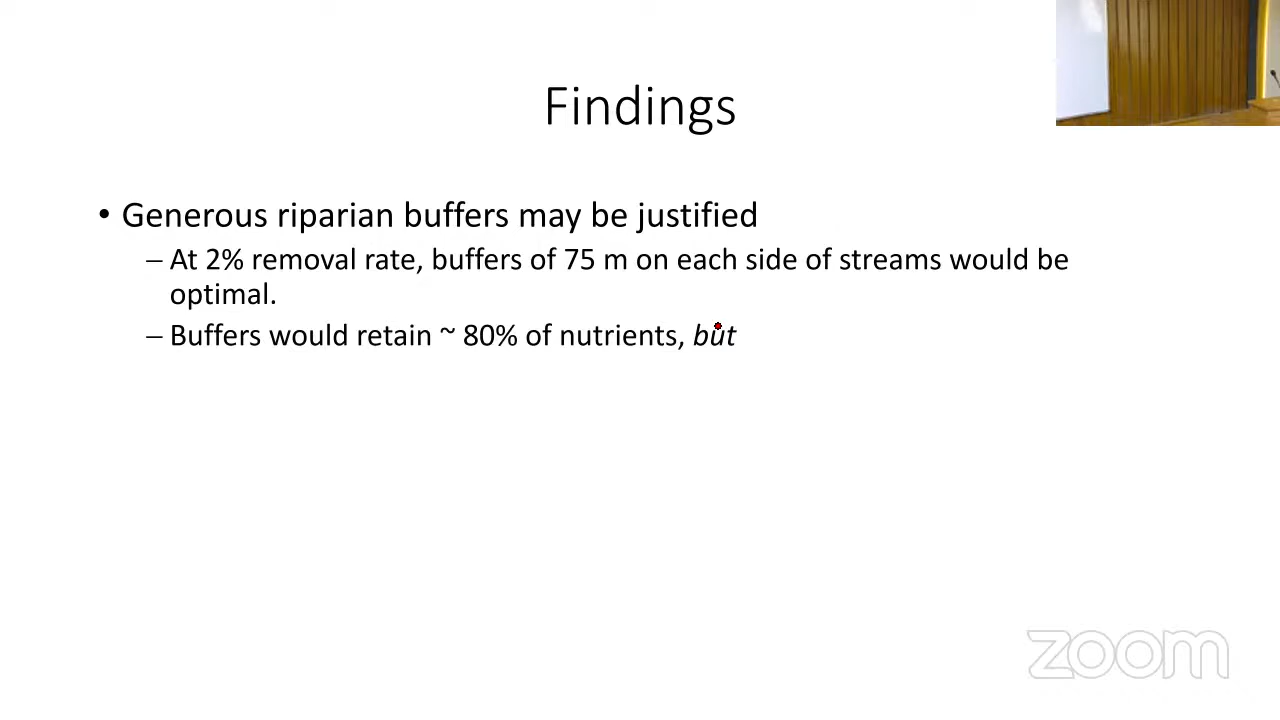 Findings
• Generous riparian buffers may be justified
– At 2% removal rate, buffers of 75 m on each side of streams would be
optimal.
– Buffers would retain ~ 80% of nutrients, but
zoom